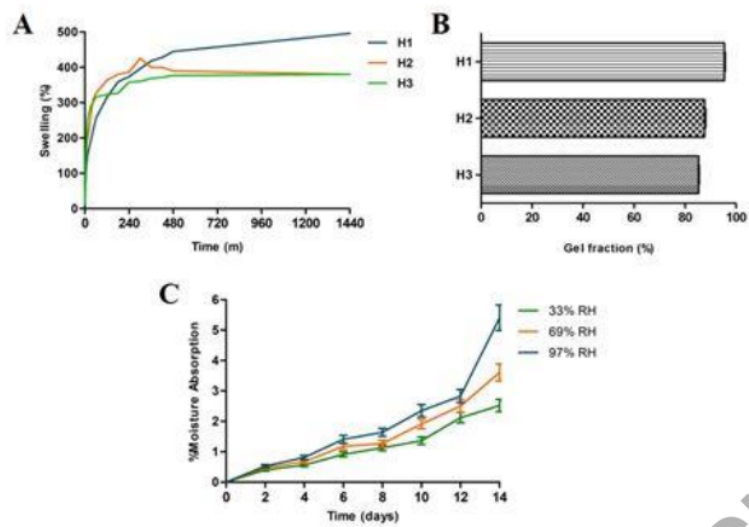 A
Swelling (%)
500
400
300
200
100
0
0 240 480 720 960 1200 1440
Time (m)
H1
H2
H3
B
H1
H2
H3
0 20 40 60 80 100
Gel fraction (%)
C
%Moisture Absorption
6
5
4
3
2
1
0
0 2 4 6 8 10 12 14
Time (days)
33% RH
69% RH
97% RH